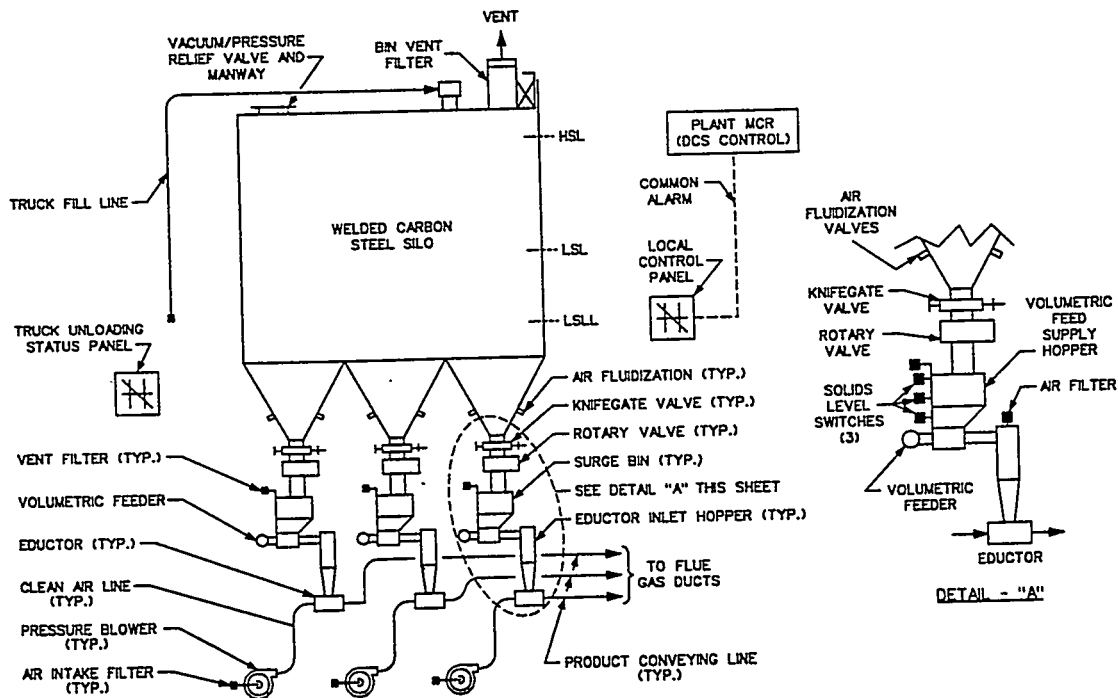 VENT
VACUUM/PRESSURE
RELIEF VALVE AND
MANWAY
BIN VENT
FILTER
HSL
PLANT MCR
(DCS CONTROL)
TRUCK FILL LINE
WELDED CARBON
STEEL SILO
COMMON
ALARM
LSL
LOCAL
CONTROL
PANEL
LSLL
TRUCK UNLOADING
STATUS PANEL
AIR FLUIDIZATION (TYP.)
KNIFEGATE VALVE (TYP.)
ROTARY VALVE (TYP.)
SURGE BIN (TYP.)
SEE DETAIL "A" THIS SHEET
EDUCTOR INLET HOPPER (TYP.)
VENT FILTER (TYP.)
VOLUMETRIC FEEDER
EDUCTOR (TYP.)
CLEAN AIR LINE
(TYP.)
PRESSURE BLOWER
(TYP.)
AIR INTAKE FILTER
(TYP.)
TO FLUE
GAS DUCTS
PRODUCT CONVEYING LINE
(TYP.)
AIR
FLUIDIZATION
VALVES
KNIFEGATE
VALVE
VOLUMETRIC
FEED
SUPPLY
HOPPER
ROTARY
VALVE
SOLIDS
LEVEL
SWITCHES
(3)
AIR FILTER
VOLUMETRIC
FEEDER
EDUCTOR
DETAIL - "A"